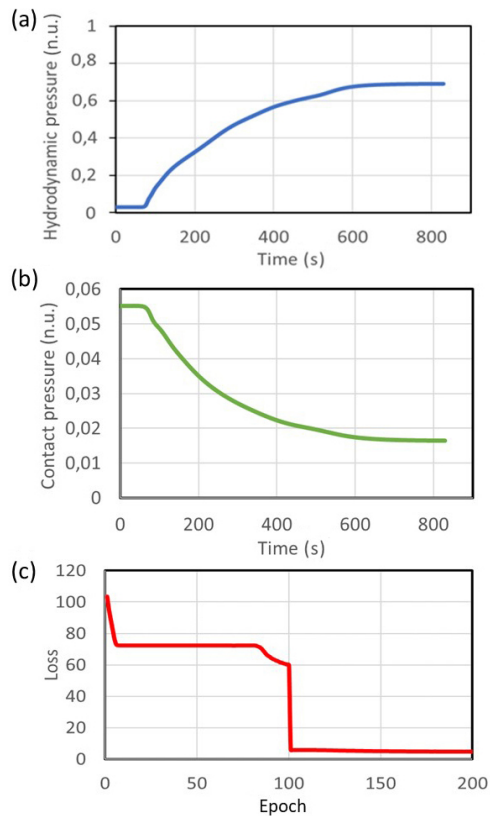 (a)
Hydrodynamic pressure (n.u.)
1
0,8
0,6
0,4
0,2
0
0 200 400 600 800
Time (s)
(b)
Contact pressure (n.u.)
0,06
0,05
0,04
0,03
0,02
0,01
0
0 200 400 600 800
Time (s)
(c)
Loss
120
100
80
60
40
20
0
0 50 100 150 200
Epoch